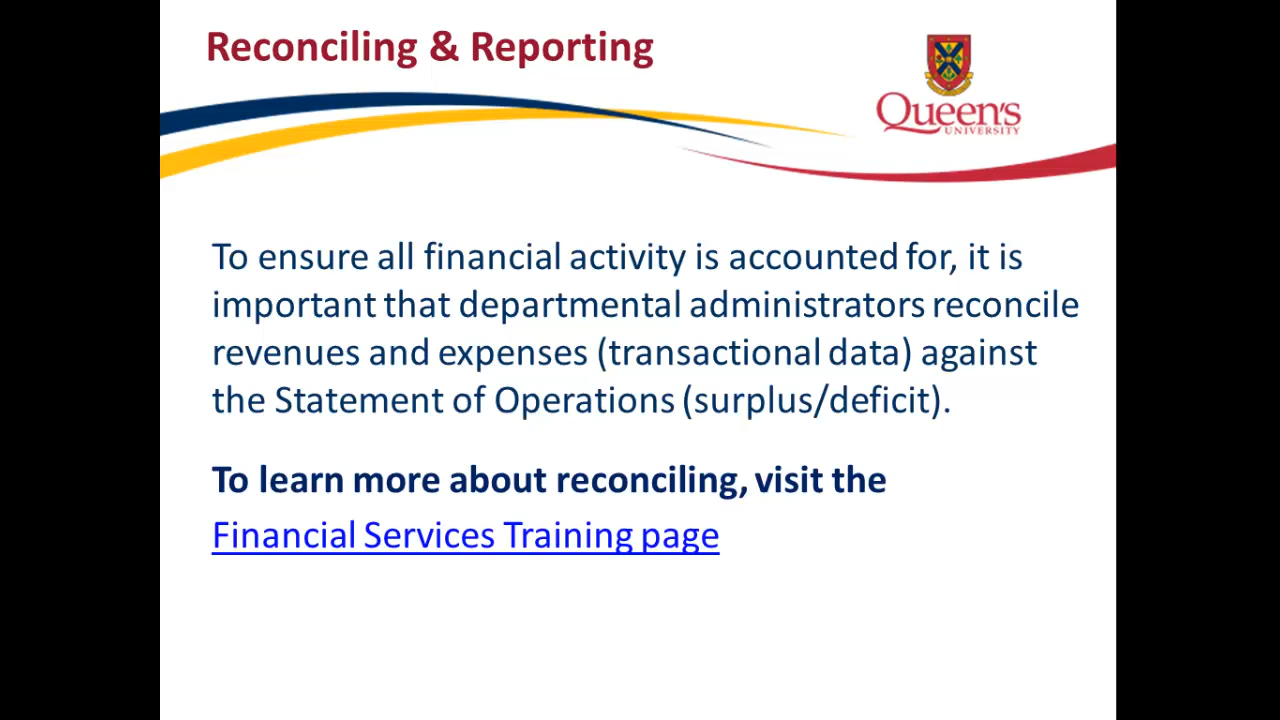 Reconciling & Reporting
Queen's
UNIVERSITY
To ensure all financial activity is accounted for, it is
important that departmental administrators reconcile
revenues and expenses (transactional data) against
the Statement of Operations (surplus/deficit).
To learn more about reconciling, visit the
Financial Services Training page